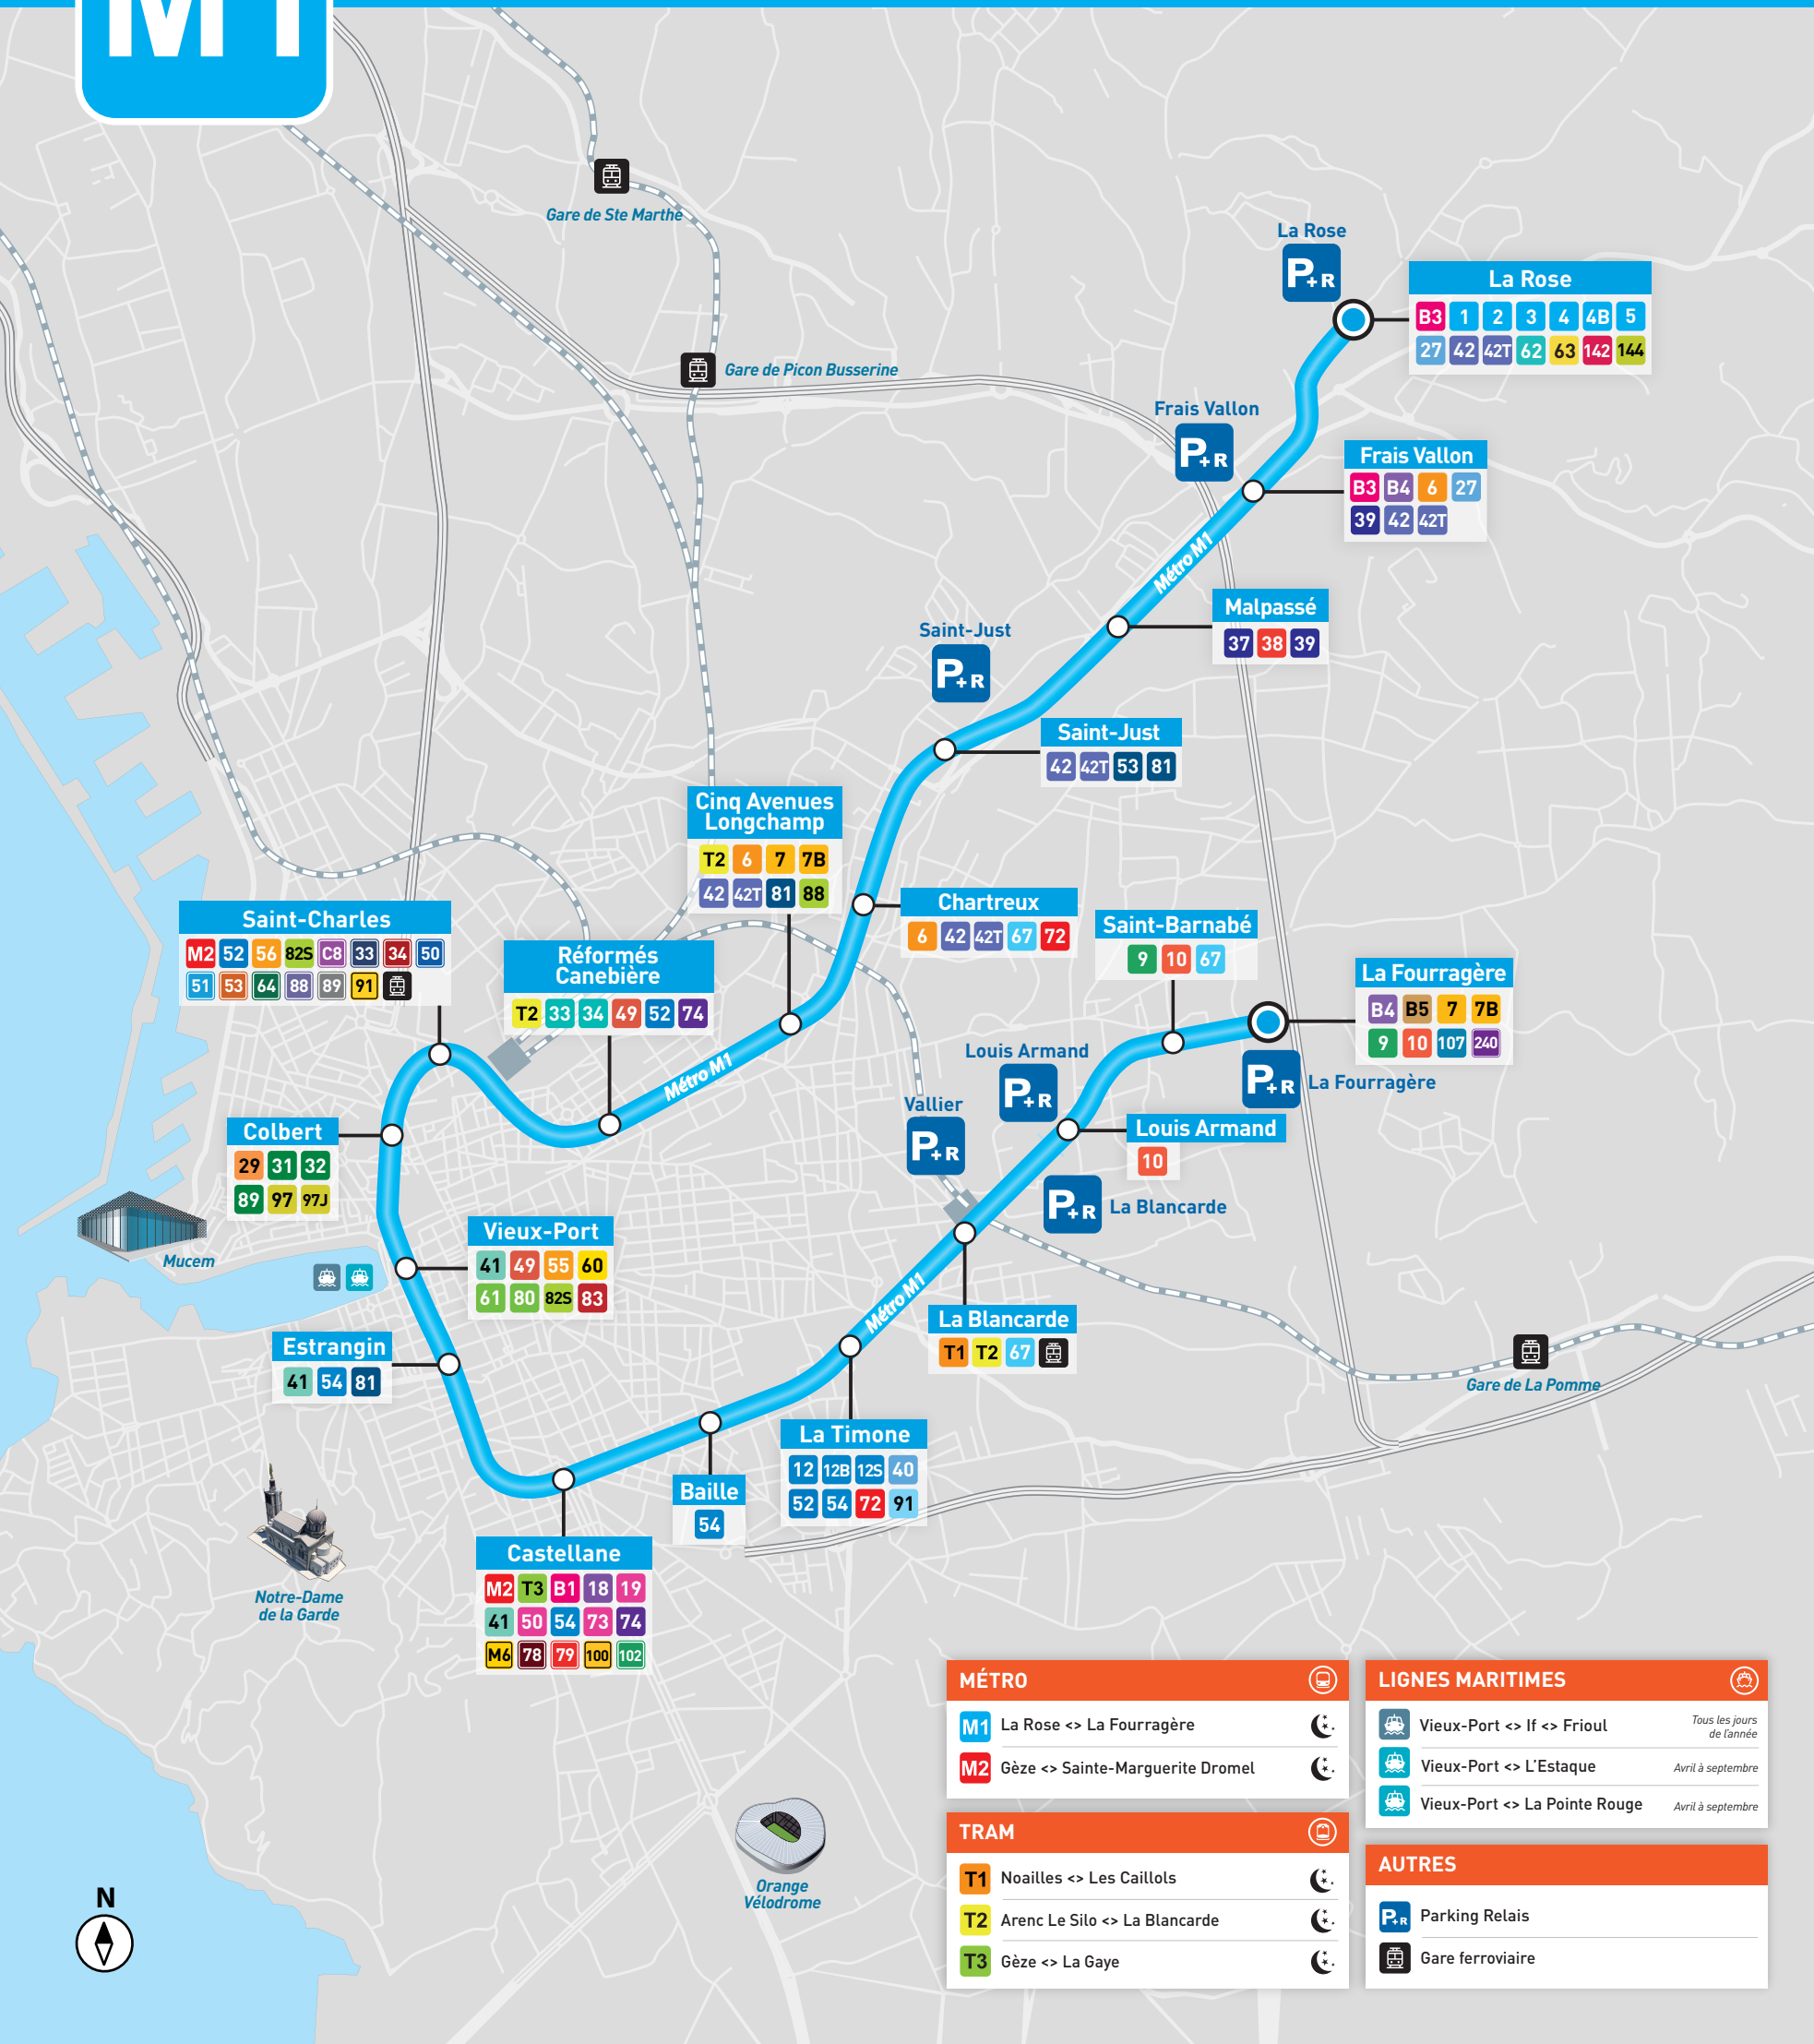 M1
Gare de Ste Marthe
Gare de Picon Busserine
La Rose
P+R
La Rose
B3 1 2 3 4 4B 5
27 42 42T 62 63 142 144
Frais Vallon
P+R
Frais Vallon
B3 B4 6 27
39 42 42T
Métro M1
Malpassé
37 38 39
Saint-Just
P+R
Saint-Just
42 42T 53 81
Cinq Avenues
Longchamp
T2 6 7 7B
42 42T 81 88
Chartreux
6 42 42T 67 72
Saint-Charles
M2 52 56 82S C8 33 34 50
51 53 64 88 89 91
Réformés
Canebière
T2 33 34 49 52 74
Métro M1
Saint-Barnabé
9 10 67
La Fourragère
B4 B5 7 7B
9 10 107 240
P+R
La Fourragère
Louis Armand
P+R
Louis Armand
10
Vallier
P+R
P+R
La Blancarde
Colbert
29 31 32
89 97 97J
Mucem
Vieux-Port
41 49 55 60
61 80 82S 83
Estrangin
41 54 81
Métro M1
La Blancarde
T1 T2 67
Gare de La Pomme
La Timone
12 12B 12S 40
52 54 72 91
Baille
54
Castellane
M2 T3 B1 18 19
41 50 54 73 74
M6 78 79 100 102
Notre-Dame
de la Garde
Orange
Vélodrome
N
MÉTRO
M1 La Rose <> La Fourragère
M2 Gèze <> Sainte-Marguerite Dromel
TRAM
T1 Noailles <> Les Caillols
T2 Arenc Le Silo <> La Blancarde
T3 Gèze <> La Gaye
LIGNES MARITIMES
Vieux-Port <> If <> Frioul
Tous les jours
de l'année
Vieux-Port <> L'Estaque Avril à septembre
Vieux-Port <> La Pointe Rouge Avril à septembre
AUTRES
P+R Parking Relais
Gare ferroviaire